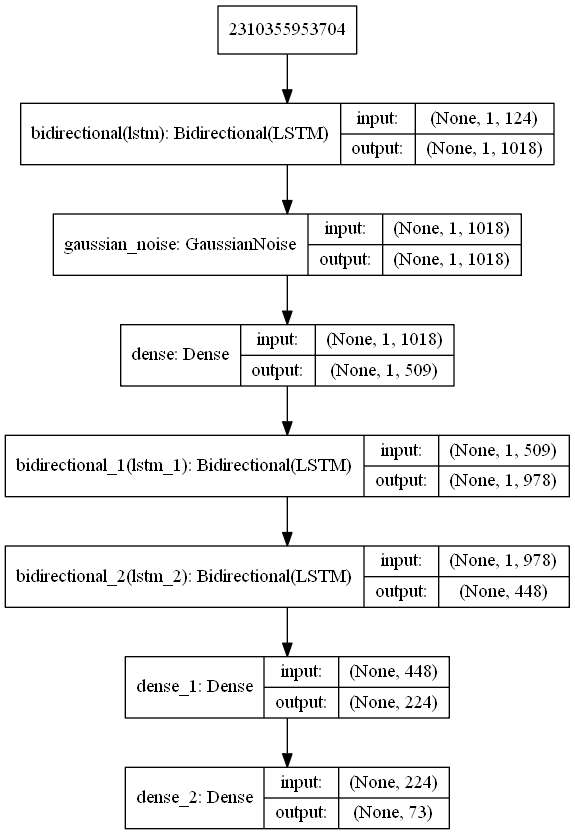 2310355953704
bidirectional(lstm): Bidirectional(LSTM)
input: (None, 1, 124)
output: (None, 1, 1018)
gaussian_noise: GaussianNoise
input: (None, 1, 1018)
output: (None, 1, 1018)
dense: Dense
input: (None, 1, 1018)
output: (None, 1, 509)
bidirectional_1(lstm_1): Bidirectional(LSTM)
input: (None, 1, 509)
output: (None, 1, 978)
bidirectional_2(lstm_2): Bidirectional(LSTM)
input: (None, 1, 978)
output: (None, 448)
dense_1: Dense
input: (None, 448)
output: (None, 224)
dense_2: Dense
input: (None, 224)
output: (None, 73)